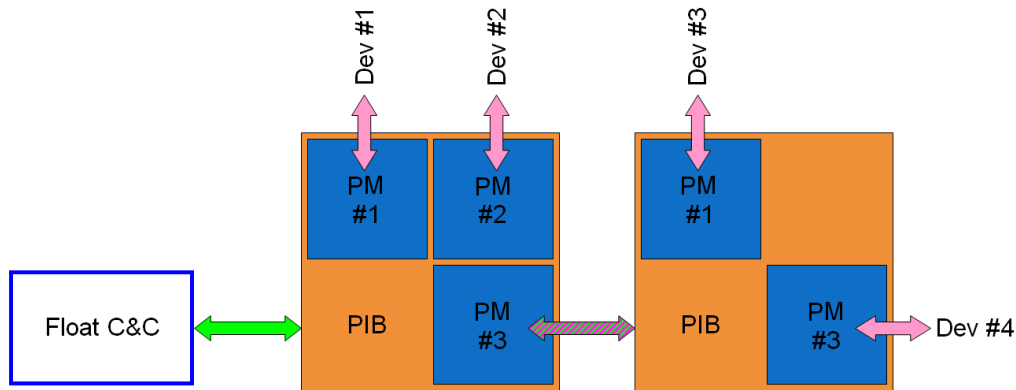 Dev #1
Dev #2
Dev #3
PM
#1
PM
#2
PM
#1
Float C&C
PIB
PM
#3
PIB
PM
#3
Dev #4